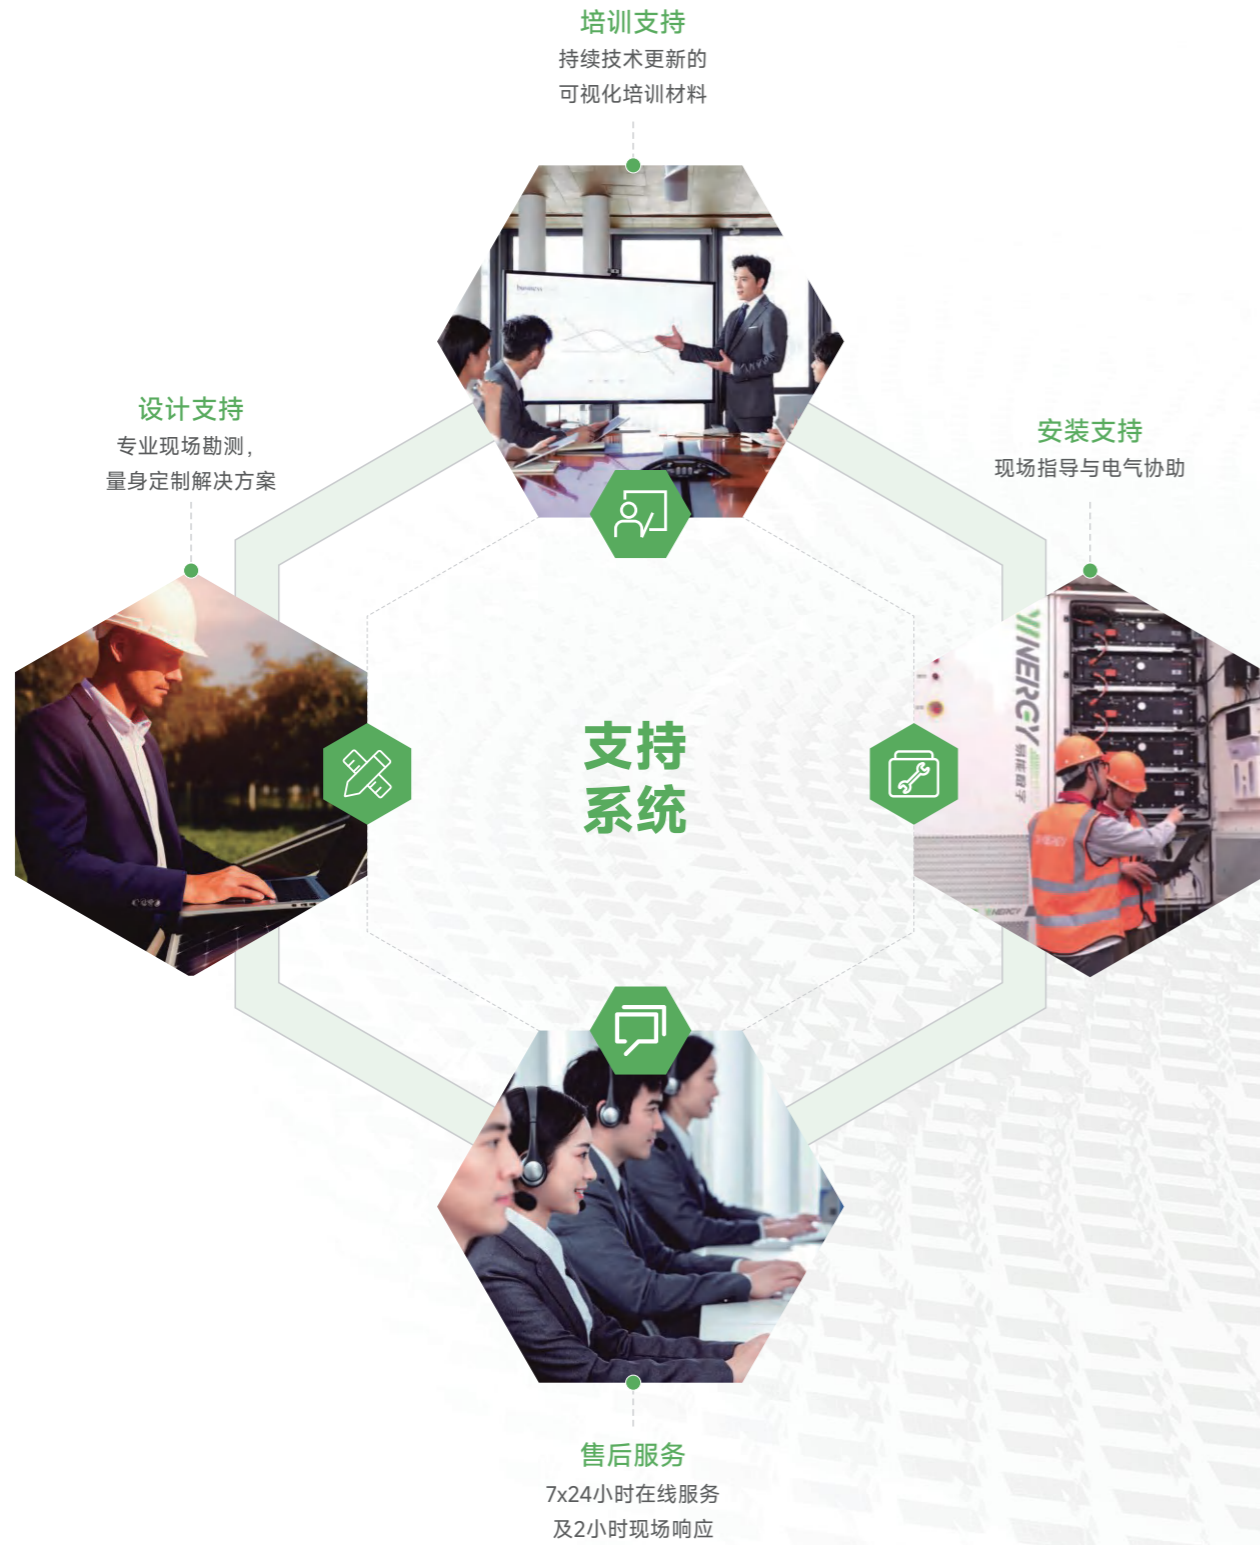 培训支持
持续技术更新的
可视化培训材料
business
设计支持
专业现场勘测，
量身定制解决方案
安装支持
现场指导与电气协助
NERGY
支持
系统
ENERGY
售后服务
7x24小时在线服务
及2小时现场响应